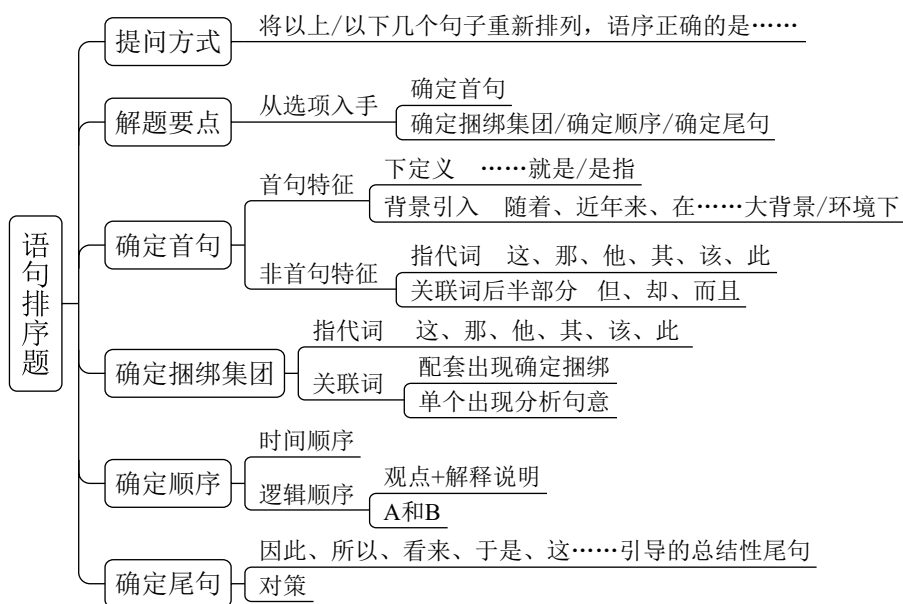 语句排序题
提问方式
将以上/以下几个句子重新排列，语序正确的是……
解题要点
从选项入手
确定首句
确定捆绑集团/确定顺序/确定尾句
确定首句
首句特征
下定义 ……就是/是指
背景引入 随着、近年来、在……大背景/环境下
非首句特征
指代词 这、那、他、其、该、此
关联词后半部分 但、却、而且
确定捆绑集团
指代词 这、那、他、其、该、此
关联词
配套出现确定捆绑
单个出现分析句意
确定顺序
时间顺序
逻辑顺序
观点+解释说明
A和B
确定尾句
因此、所以、看来、于是、这……引导的总结性尾句
对策